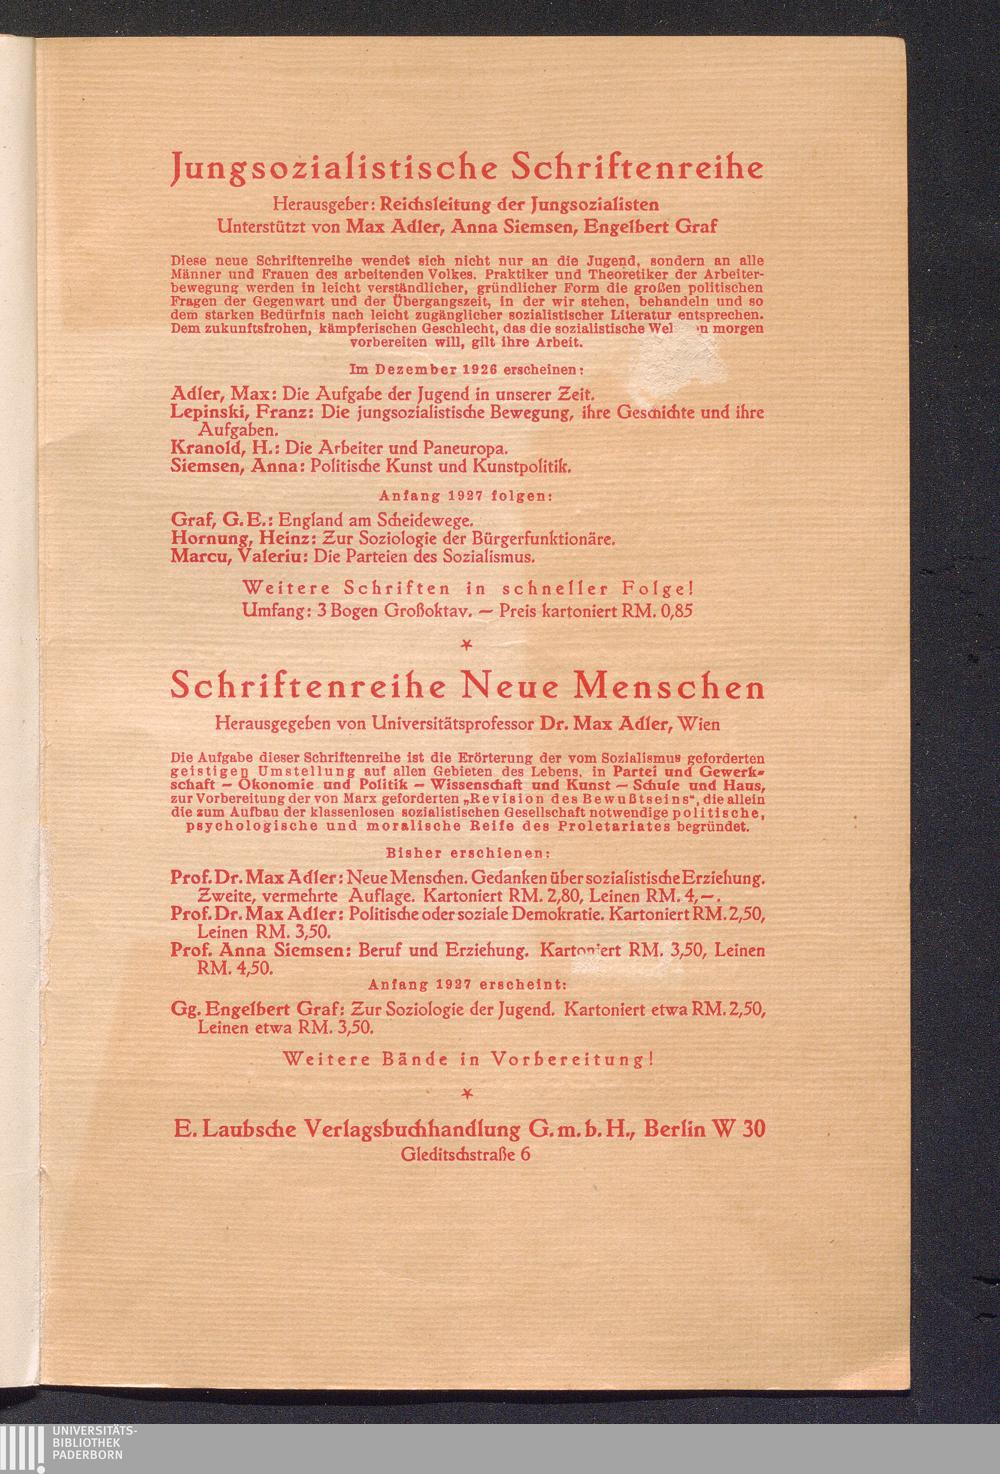 Jungsozialistische Schriftenreihe
Herausgeber: Reichsleitung der Jungsozialisten
Unterstützt von Max Adler, Anna Siemsen, Engelbert Graf
Diese neue Schriftenreihe wendet sich nicht nur an die Jugend, sondern an alle
Männer und Frauen des arbeitenden Volkes. Praktiker und Theoretiker der Arbeiter-
bewegung werden in leicht verständlicher, gründlicher Form die großen politischen
Fragen der Gegenwart und der Übergangszeit, in der wir stehen, behandeln und so
dem starken Bedürfnis nach leicht zugänglicher sozialistischer Literatur entsprechen.
Dem zukunftsfrohen, kämpferischen Geschlecht, das die sozialistische morgen
vorbereiten will, gilt ihre Arbeit.
Im Dezember 1926 erscheinen:
Adler, Max: Die Aufgabe der Jugend in unserer Zeit.
Lepinski, Franz: Die jungsozialistische Bewegung, ihre Geschichte und ihre
Aufgaben.
Kranold, H.: Die Arbeiter und Paneuropa.
Siemsen, Anna: Politische Kunst und Kunstpolitik.
Anfang 1927 folgen:
Graf, G. E.: England am Scheidewege.
Hornung, Heinz: Zur Soziologie der Bürgerfunktionäre.
Marcu, Valeriu: Die Parteien des Sozialismus.
Weitere Schriften in schneller Folge!
Umfang: 3 Bogen Großoktav. — Preis kartoniert RM. 0,85
*
Schriftenreihe Neue Menschen
Herausgegeben von Universitätsprofessor Dr. Max Adler, Wien
Die Aufgabe dieser Schriftenreihe ist die Erörterung der vom Sozialismus geforderten
geistigen Umstellung auf allen Gebieten des Lebens, in Partei und Gewerk-
schaft — Ökonomie und Politik — Wissenschaft und Kunst — Schule und Haus,
zur Vorbereitung der von Marx geforderten „Revision des Bewußtseins“, die allein
die zum Aufbau der klassenlosen sozialistischen Gesellschaft notwendige politische,
psychologische und moralische Reife des Proletariates begründet.
Bisher erschienen:
Prof. Dr. Max Adler: Neue Menschen. Gedanken über sozialistische Erziehung.
Zweite, vermehrte Auflage. Kartoniert RM. 2,80, Leinen RM. 4,—.
Prof. Dr. Max Adler: Politische oder soziale Demokratie. Kartoniert RM. 2,50,
Leinen RM. 3,50.
Prof. Anna Siemsen: Beruf und Erziehung. Kartoniert RM. 3,50, Leinen
RM. 4,50.
Anfang 1927 erscheint:
Gg. Engelbert Graf: Zur Soziologie der Jugend. Kartoniert etwa RM. 2,50,
Leinen etwa RM. 3,50.
Weitere Bände in Vorbereitung!
*
E. Laubsche Verlagsbuchhandlung G. m. b. H., Berlin W 30
Gleditschstraße 6
UNIVERSITÄTS-
BIBLIOTHEK
PADERBORN